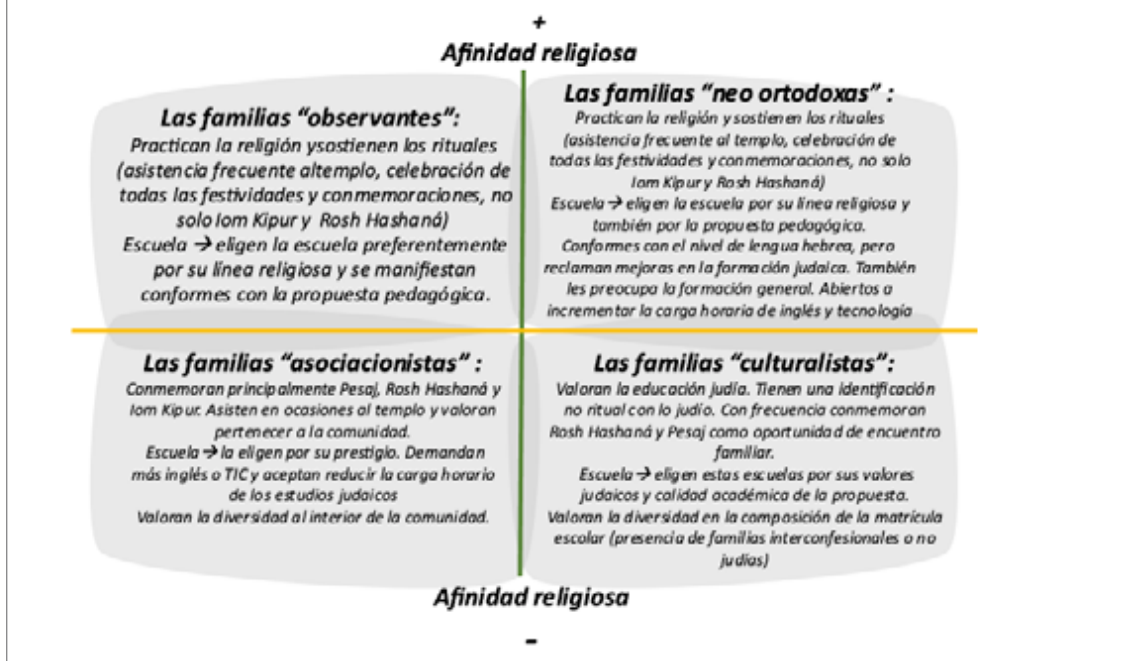 +
Afinidad religiosa
Las familias “observantes”:
Practican la religión ysostienen los rituales
(asistencia frecuente altemplo, celebración de
todas las festividades y conmemoraciones, no
solo Iom Kipur y Rosh Hashaná)
Escuela → eligen la escuela preferentemente
por su línea religiosa y se manifiestan
conformes con la propuesta pedagógica.
Las familias “neo ortodoxas” :
Practican la religión y sostienen los rituales
(asistencia frecuente al templo, celebración de
todas las festividades y conmemoraciones, no solo
Iom Kipur y Rosh Hashaná)
Escuela → eligen la escuela por su línea religiosa y
también por la propuesta pedagógica.
Conformes con el nivel de lengua hebrea, pero
reclaman mejoras en la formación judaica. También
les preocupa la formación general. Abiertos a
incrementar la carga horaria de inglés y tecnología
Las familias “asociacionistas” :
Conmemoran principalmente Pesaj, Rosh Hashaná y
Iom Kipur. Asisten en ocasiones al templo y valoran
pertenecer a la comunidad.
Escuela → la eligen por su prestigio. Demandan
más inglés o TIC y aceptan reducir la carga horario
de los estudios judaicos
Valoran la diversidad al interior de la comunidad.
Las familias “culturalistas”:
Valoran la educación judía. Tienen una identificación
no ritual con lo judío. Con frecuencia conmemoran
Rosh Hashaná y Pesaj como oportunidad de encuentro
familiar.
Escuela → eligen estas escuelas por sus valores
judaicos y calidad académica de la propuesta.
Valoran la diversidad en la composición de la matrícula
escolar (presencia de familias interconfesionales o no
judías)
Afinidad religiosa
-